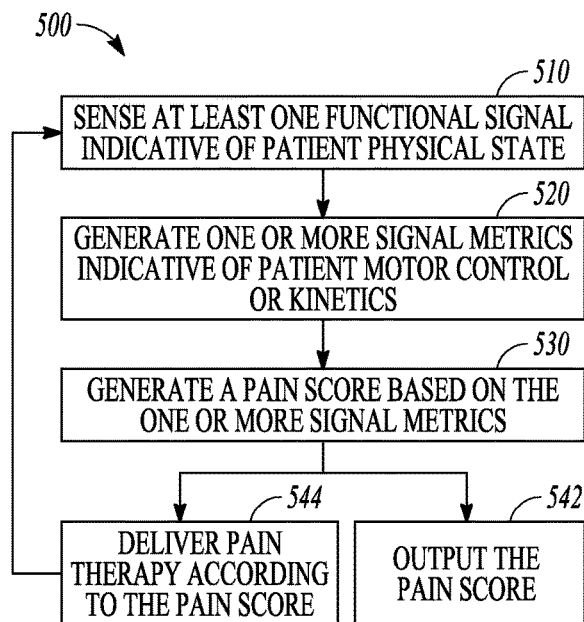 500
510
SENSE AT LEAST ONE FUNCTIONAL SIGNAL
INDICATIVE OF PATIENT PHYSICAL STATE
520
GENERATE ONE OR MORE SIGNAL METRICS
INDICATIVE OF PATIENT MOTOR CONTROL
OR KINETICS
530
GENERATE A PAIN SCORE BASED ON THE
ONE OR MORE SIGNAL METRICS
544
DELIVER PAIN
THERAPY ACCORDING
TO THE PAIN SCORE
542
OUTPUT THE
PAIN SCORE